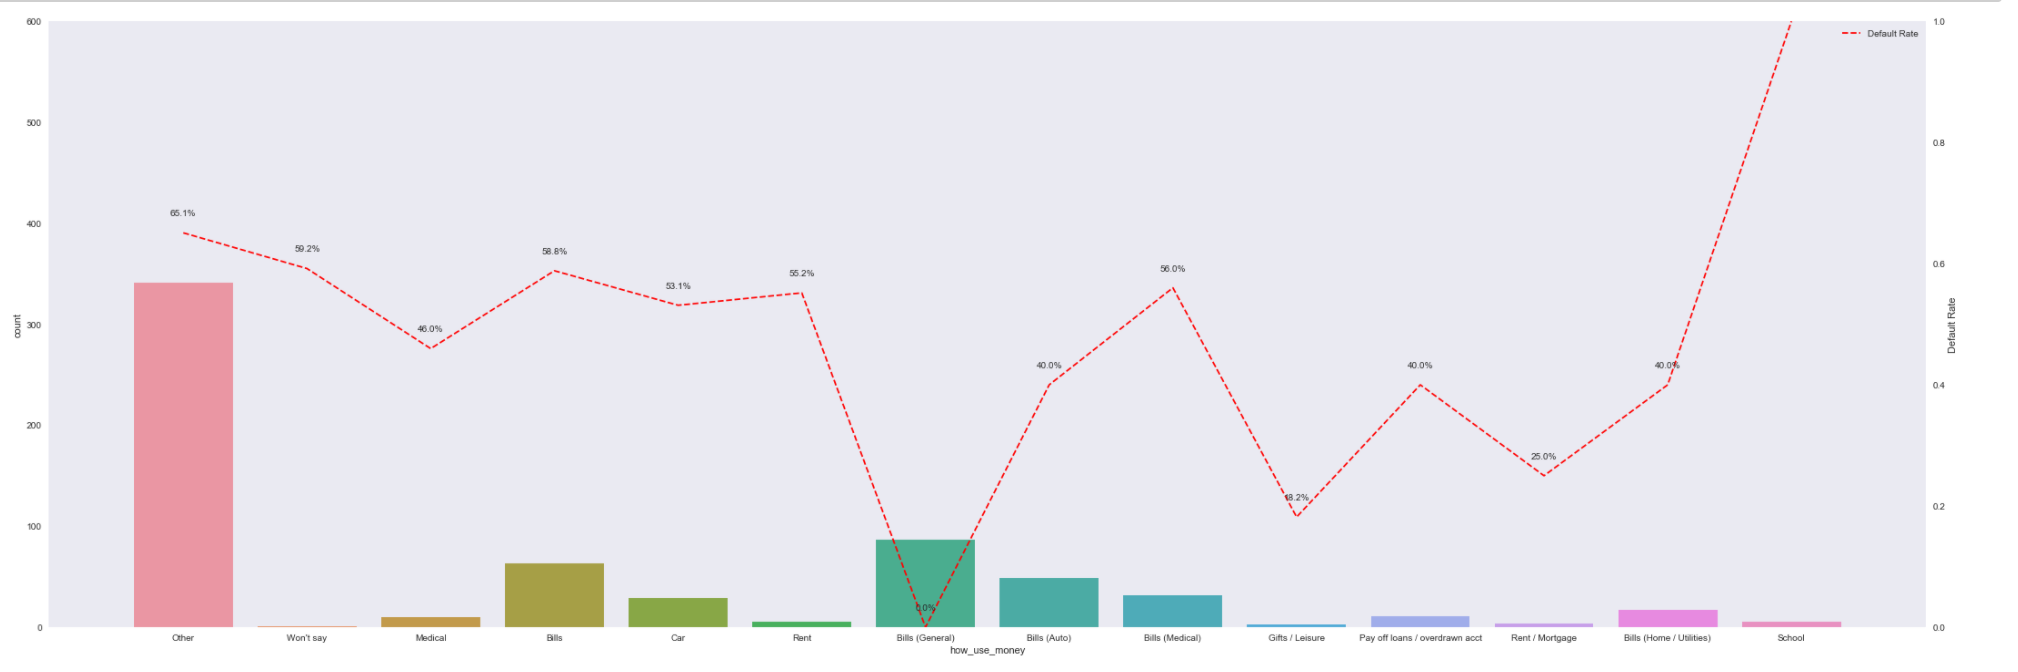 600
1.0
Default Rate
500
0.8
400
65.1%
59.2%
58.8%
53.1%
55.2%
56.0%
0.6
count
300
46.0%
Default Rate
40.0%
40.0%
40.0%
0.4
200
25.0%
18.2%
0.2
100
0.0%
0
0.0
Other
Won't say
Medical
Bills
Car
Rent
Bills (General)
Bills (Auto)
Bills (Medical)
Gifts / Leisure
Pay off loans / overdrawn acct
Rent / Mortgage
Bills (Home / Utilities)
School
how_use_money